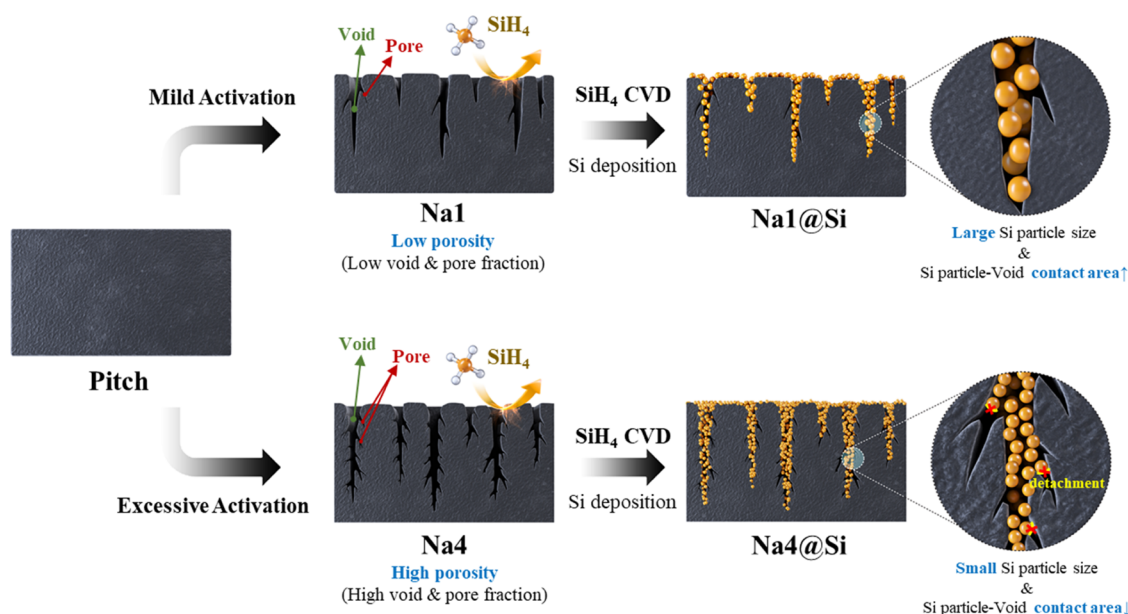 Mild Activation
Void
Pore
SiH4
Na1
Low porosity
(Low void & pore fraction)
SiH4 CVD
Si deposition
Na1@Si
Large Si particle size
&
Si particle-Void contact area↑
Pitch
Excessive Activation
Void
Pore
SiH4
Na4
High porosity
(High void & pore fraction)
SiH4 CVD
Si deposition
Na4@Si
detachment
Small Si particle size
&
Si particle-Void contact area↓